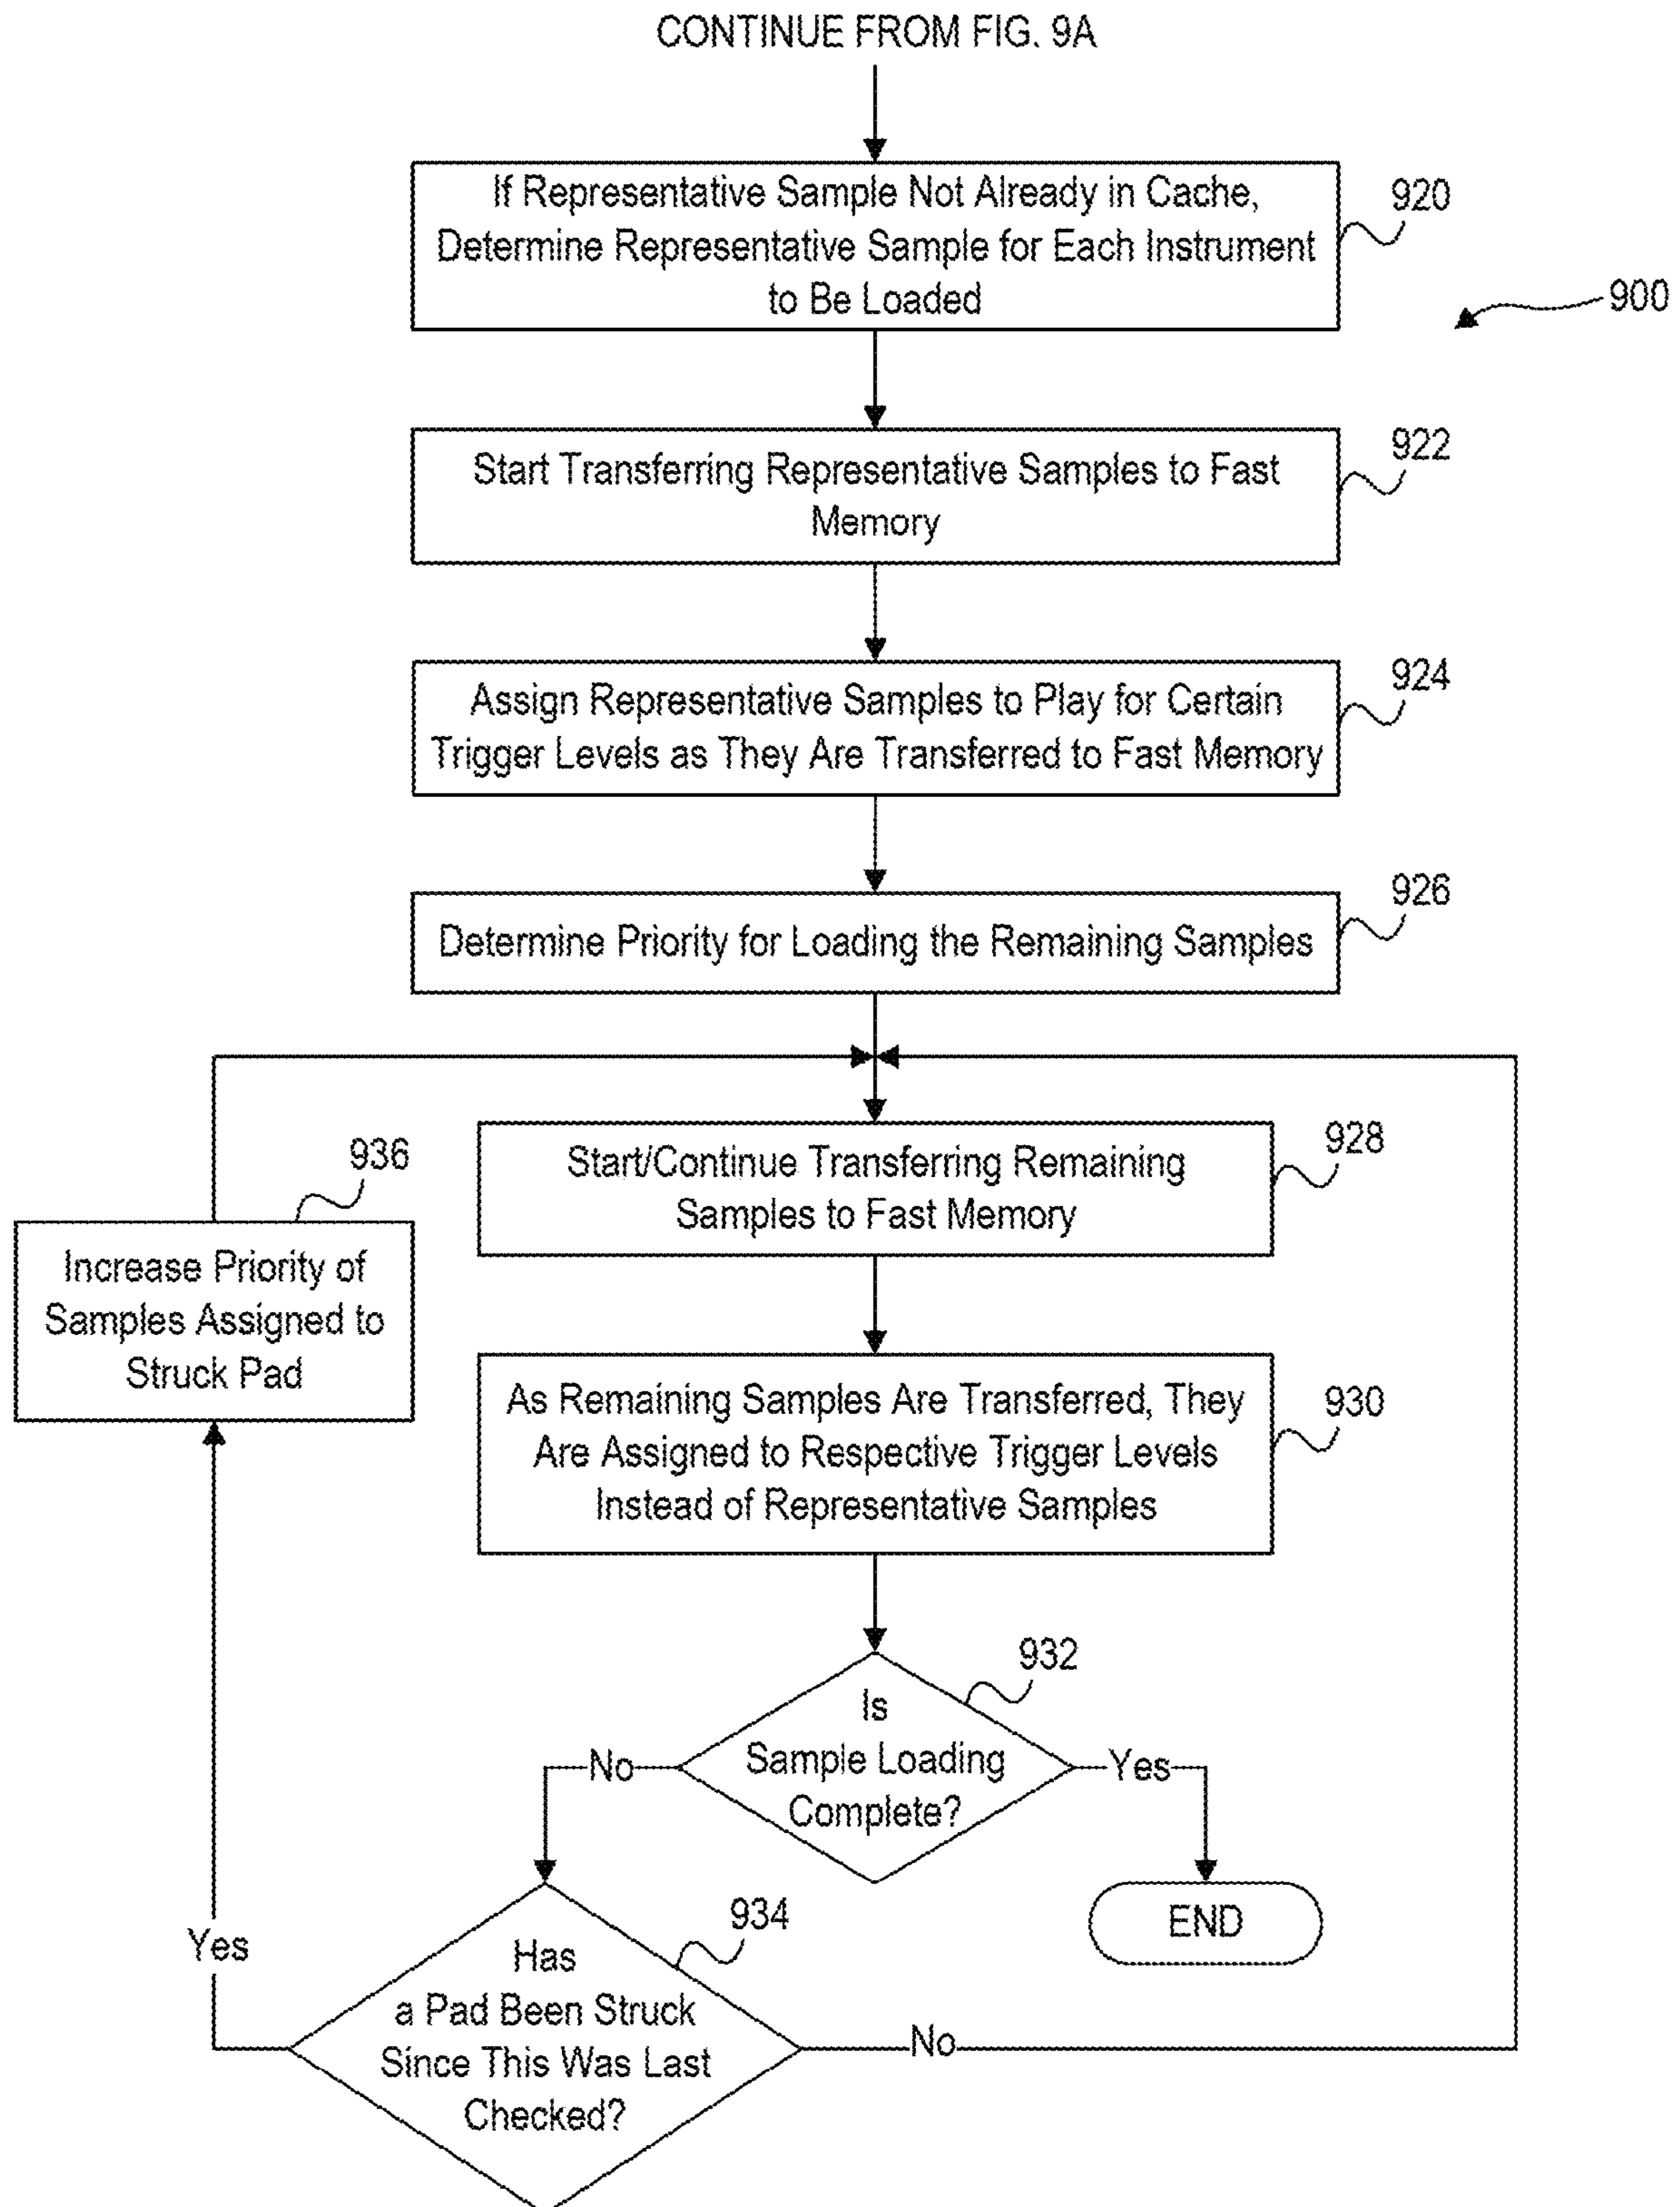 CONTINUE FROM FIG. 9A
If Representative Sample Not Already in Cache,
Determine Representative Sample for Each Instrument
to Be Loaded
920
900
Start Transferring Representative Samples to Fast
Memory
922
Assign Representative Samples to Play for Certain
Trigger Levels as They Are Transferred to Fast Memory
924
Determine Priority for Loading the Remaining Samples
926
Start/Continue Transferring Remaining
Samples to Fast Memory
928
936
Increase Priority of
Samples Assigned to
Struck Pad
As Remaining Samples Are Transferred, They
Are Assigned to Respective Trigger Levels
Instead of Representative Samples
930
932
Is
Sample Loading
Complete?
No
Yes
END
934
Has
a Pad Been Struck
Since This Was Last
Checked?
Yes
No